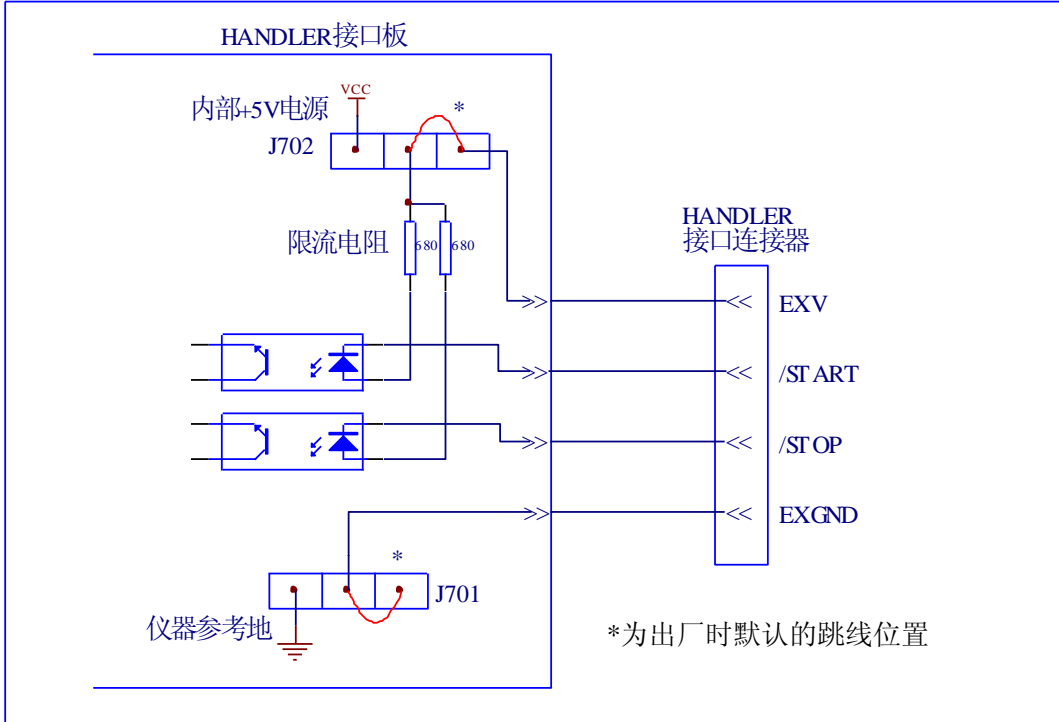 HANDLER接口板
VCC
内部+5V电源
*
J702
限流电阻
680
680
HANDLER
接口连接器
EXV
/START
/STOP
EXGND
*
J701
仪器参考地
*为出厂时默认的跳线位置